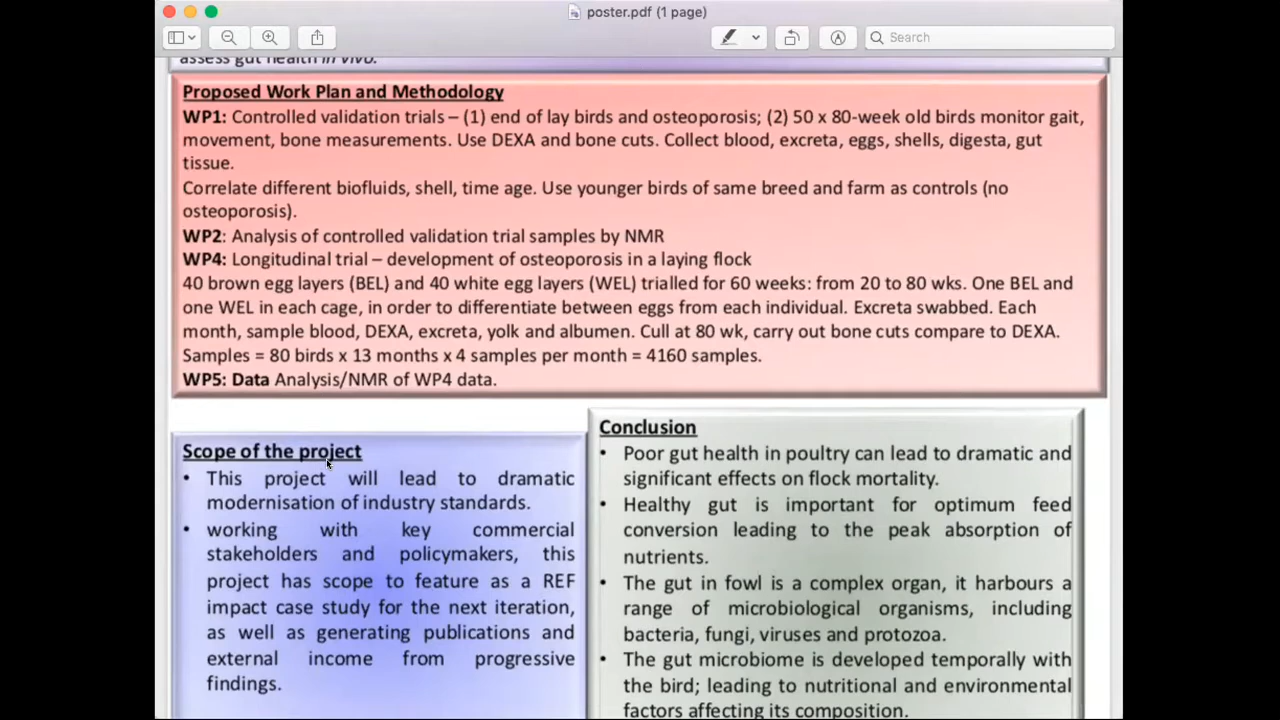 poster.pdf (1 page)
Search
assess gut health in vivo.
Proposed Work Plan and Methodology
WP1: Controlled validation trials – (1) end of lay birds and osteoporosis; (2) 50 x 80-week old birds monitor gait,
movement, bone measurements. Use DEXA and bone cuts. Collect blood, excreta, eggs, shells, digesta, gut
tissue.
Correlate different biofluids, shell, time age. Use younger birds of same breed and farm as controls (no
osteoporosis).
WP2: Analysis of controlled validation trial samples by NMR
WP4: Longitudinal trial – development of osteoporosis in a laying flock
40 brown egg layers (BEL) and 40 white egg layers (WEL) trialled for 60 weeks: from 20 to 80 wks. One BEL and
one WEL in each cage, in order to differentiate between eggs from each individual. Excreta swabbed. Each
month, sample blood, DEXA, excreta, yolk and albumen. Cull at 80 wk, carry out bone cuts compare to DEXA.
Samples = 80 birds x 13 months x 4 samples per month = 4160 samples.
WP5: Data Analysis/NMR of WP4 data.
Scope of the project
• This project will lead to dramatic
modernisation of industry standards.
• working with key commercial
stakeholders and policymakers, this
project has scope to feature as a REF
impact case study for the next iteration,
as well as generating publications and
external income from progressive
findings.
Conclusion
• Poor gut health in poultry can lead to dramatic and
significant effects on flock mortality.
• Healthy gut is important for optimum feed
conversion leading to the peak absorption of
nutrients.
• The gut in fowl is a complex organ, it harbours a
range of microbiological organisms, including
bacteria, fungi, viruses and protozoa.
• The gut microbiome is developed temporally with
the bird; leading to nutritional and environmental
factors affecting its composition.